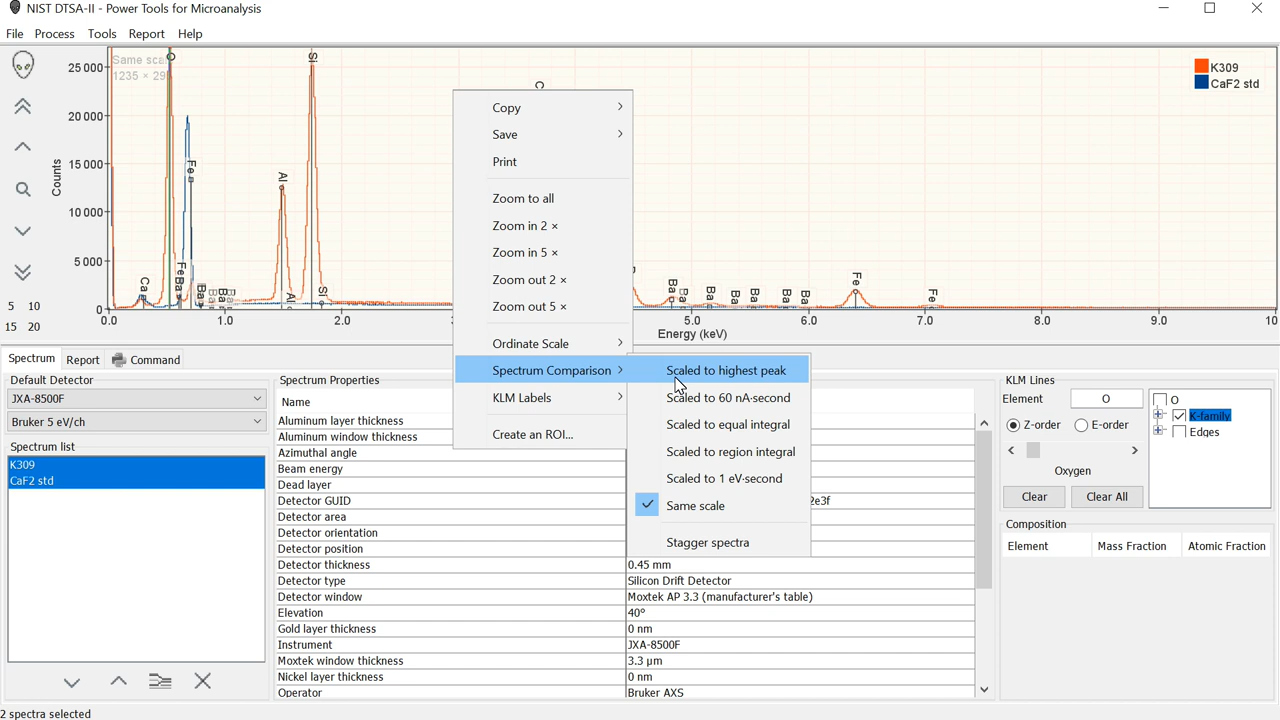 NIST DTSA-II - Power Tools for Microanalysis
File Process Tools Report Help
Same sca
1235 × 29
K309
CaF2 std
25 000
20 000
15 000
10 000
5 000
0
Counts
O
Si
C
Fe
Al
Ca
Fe
Ba
Ba
Ba
Ba
Ba
Al
Si
Ba
Ba
Ba
Ba
Ba
Ba
Ba
Fe
Fe
0.0 1.0 2.0 5.0 6.0 7.0 8.0 9.0 10
Energy (keV)
5 10
15 20
Copy
Save
Print
Zoom to all
Zoom in 2 ×
Zoom in 5 ×
Zoom out 2 ×
Zoom out 5 ×
Ordinate Scale
Spectrum Comparison
KLM Labels
Create an ROI...
Scaled to highest peak
Scaled to 60 nA·second
Scaled to equal integral
Scaled to region integral
Scaled to 1 eV·second
Same scale
Stagger spectra
Spectrum Report Command
Default Detector
JXA-8500F
Bruker 5 eV/ch
Spectrum list
K309
CaF2 std
Spectrum Properties
Name
Aluminum layer thickness
Aluminum window thickness
Azimuthal angle
Beam energy
Dead layer
Detector GUID 2e3f
Detector area
Detector orientation
Detector position
Detector thickness 0.45 mm
Detector type Silicon Drift Detector
Detector window Moxtek AP 3.3 (manufacturer's table)
Elevation 40°
Gold layer thickness 0 nm
Instrument JXA-8500F
Moxtek window thickness 3.3 µm
Nickel layer thickness 0 nm
Operator Bruker AXS
KLM Lines
Element O
Z-order E-order
Oxygen
Clear Clear All
O
K-family
Edges
Composition
Element Mass Fraction Atomic Fraction
2 spectra selected